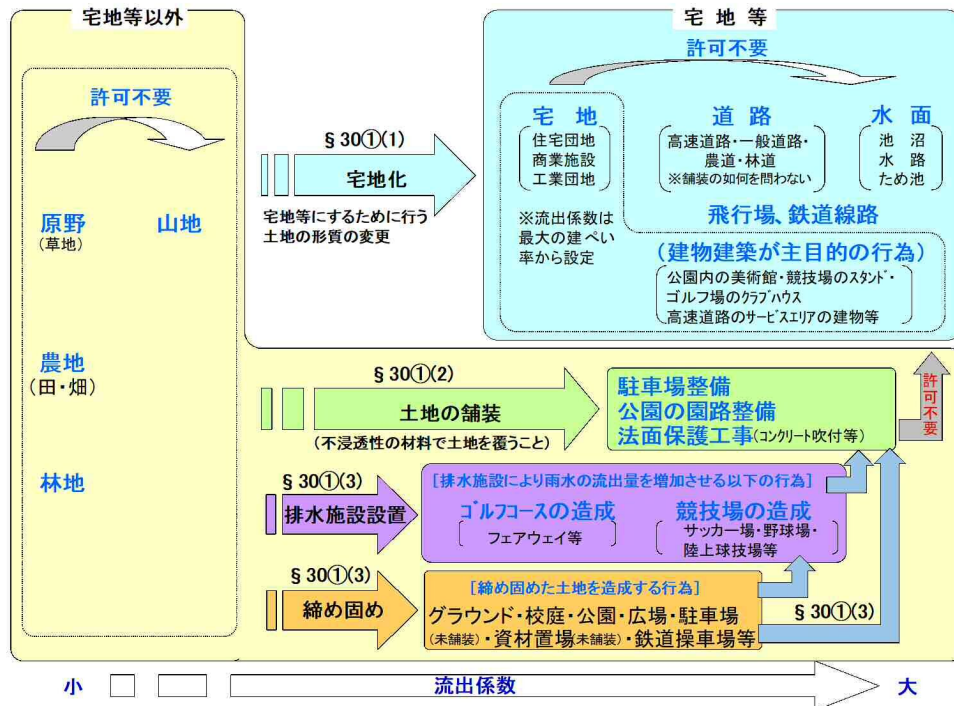 宅地等以外
許可不要
原野
(草地)
山地
農地
(田・畑)
林地
§30①(1)
宅地化
宅地等にするために行う
土地の形質の変更
宅 地 等
許可不要
宅 地
住宅団地
商業施設
工業団地
※流出係数は
最大の建ぺい
率から設定
道 路
高速道路・一般道路・
農道・林道
※舗装の如何を問わない
水 面
池 沼
水 路
ため池
飛行場、鉄道線路
(建物建築が主目的の行為)
公園内の美術館・競技場のスタンド・
ゴルフ場のクラブハウス
高速道路のサービスエリアの建物等
§30①(2)
土地の舗装
(不浸透性の材料で土地を覆うこと)
駐車場整備
公園の園路整備
法面保護工事(コンクリート吹付等)
許可不要
§30①(3)
排水施設設置
[排水施設により雨水の流出量を増加させる以下の行為]
ゴルフコースの造成
フェアウェイ等
競技場の造成
サッカー場・野球場・
陸上球技場等
§30①(3)
締め固め
[締め固めた土地を造成する行為]
グラウンド・校庭・公園・広場・駐車場
(未舗装)・資材置場(未舗装)・鉄道操車場等
§30①(3)
小
流出係数
大